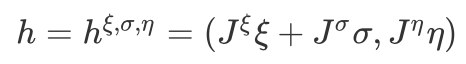 h = h^{ξ,σ,η} = (J^ξ ξ + J^σ σ, J^η η)